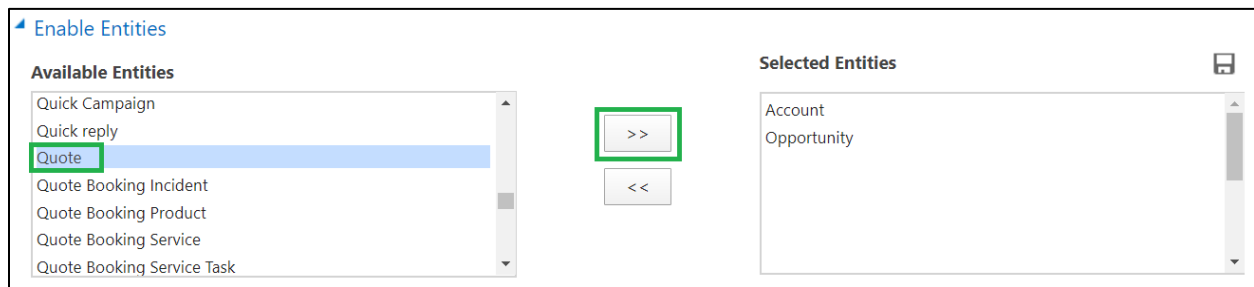 Enable Entities
Available Entities
Quick Campaign
Quick reply
Quote
Quote Booking Incident
Quote Booking Product
Quote Booking Service
Quote Booking Service Task
>>
<<
Selected Entities
Account
Opportunity